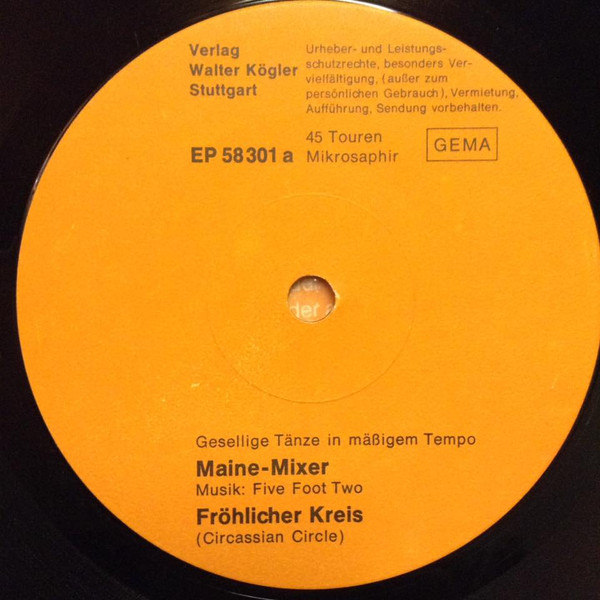 Verlag
Walter Kögler
Stuttgart
Urheber- und Leistungs-
schutzrechte, besonders Ver-
vielfältigung, (außer zum
persönlichen Gebrauch), Vermietung,
Aufführung, Sendung vorbehalten.
EP 58 301 a
45 Touren
Mikrosaphir
GEMA
Gesellige Tänze in mäßigem Tempo
Maine-Mixer
Musik: Five Foot Two
Fröhlicher Kreis
(Circassian Circle)